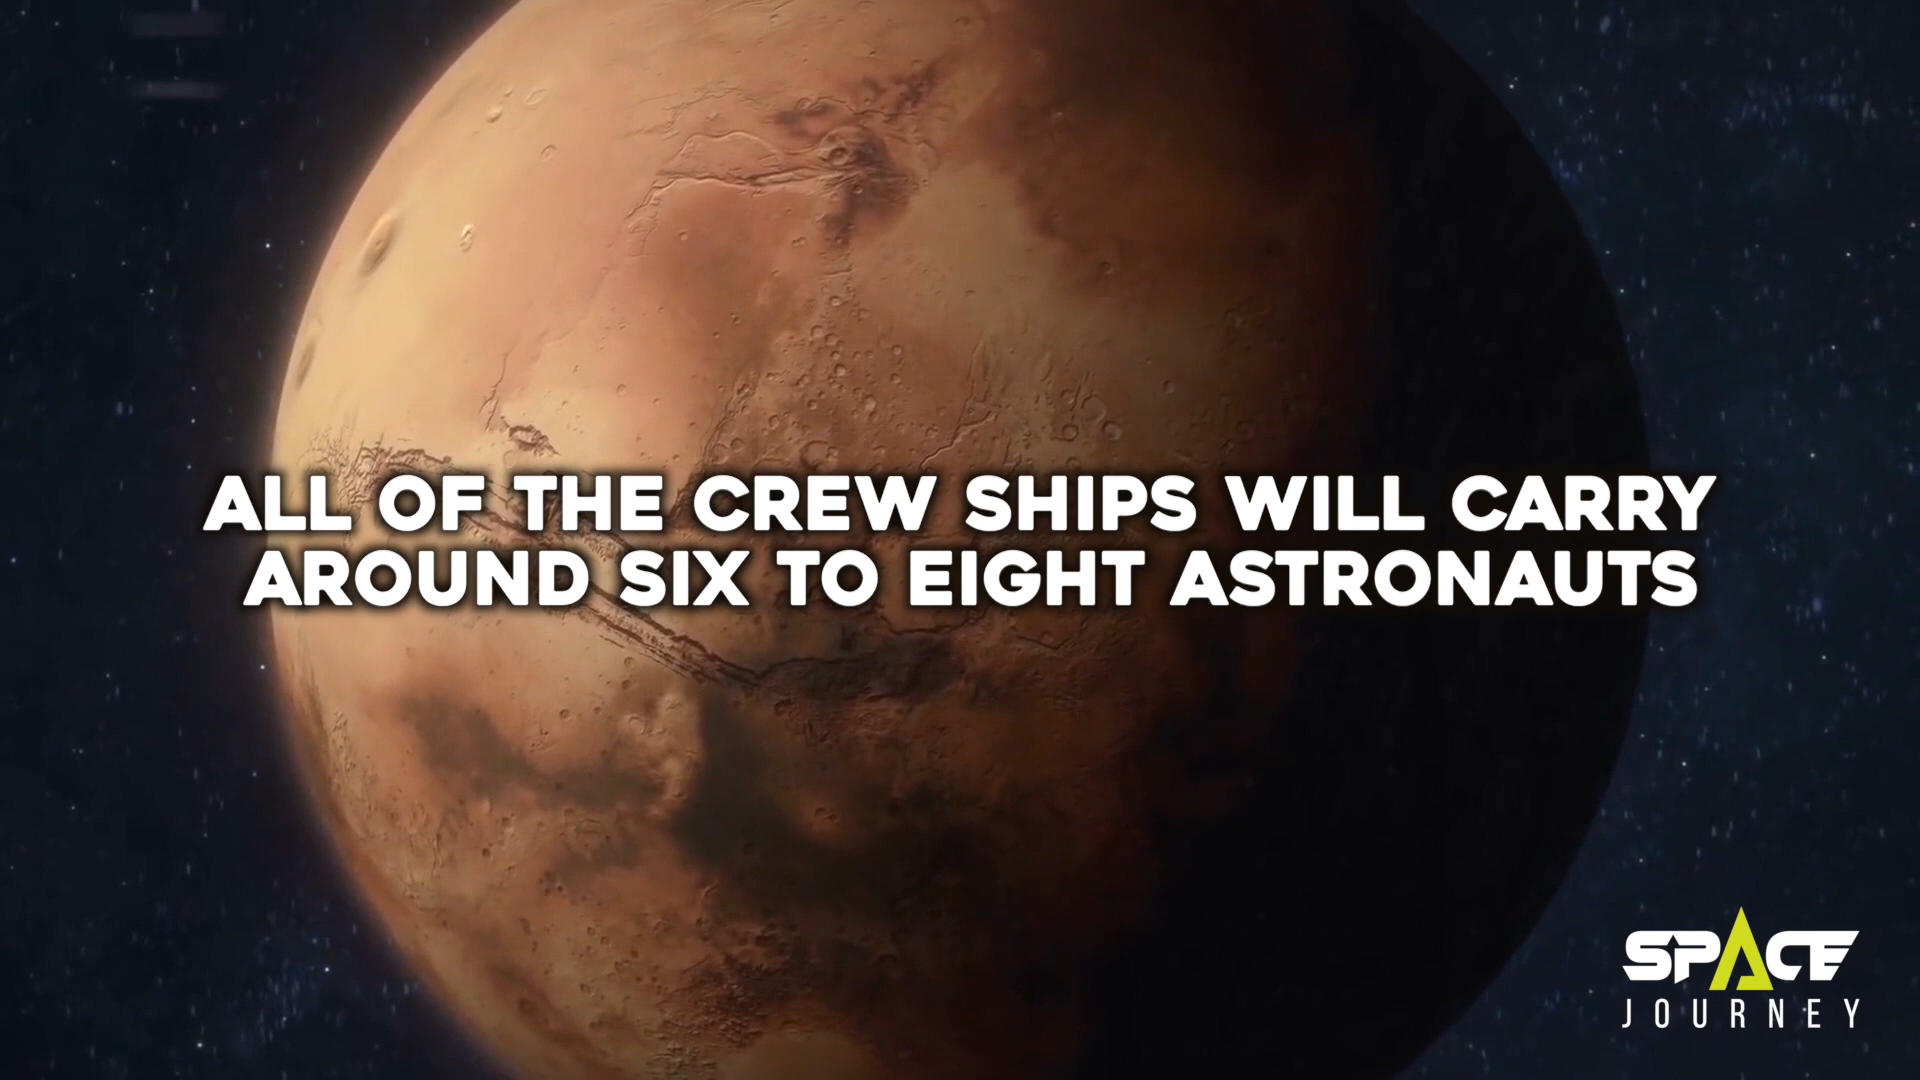 ALL OF THE CREW SHIPS WILL CARRY
AROUND SIX TO EIGHT ASTRONAUTS
SPACE
JOURNEY